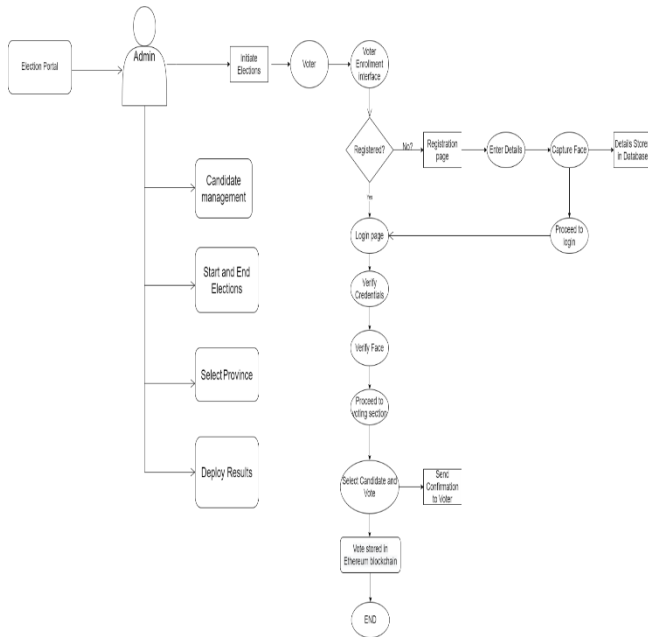 Election Portal
Admin
Initiate
Elections
Voter
Voter
Enrollment
interface
Registered?
No?
Registration
page
Enter Details
Capture Face
Details Stored
in Database
Yes
Candidate
management
Login page
Proceed to
login
Start and End
Elections
Verify
Credentials
Verify Face
Select Province
Proceed to
voting section
Deploy Results
Select Candidate and
Vote
Send
Confirmation
to Voter
Vote stored in
Ethereum blockchain
END